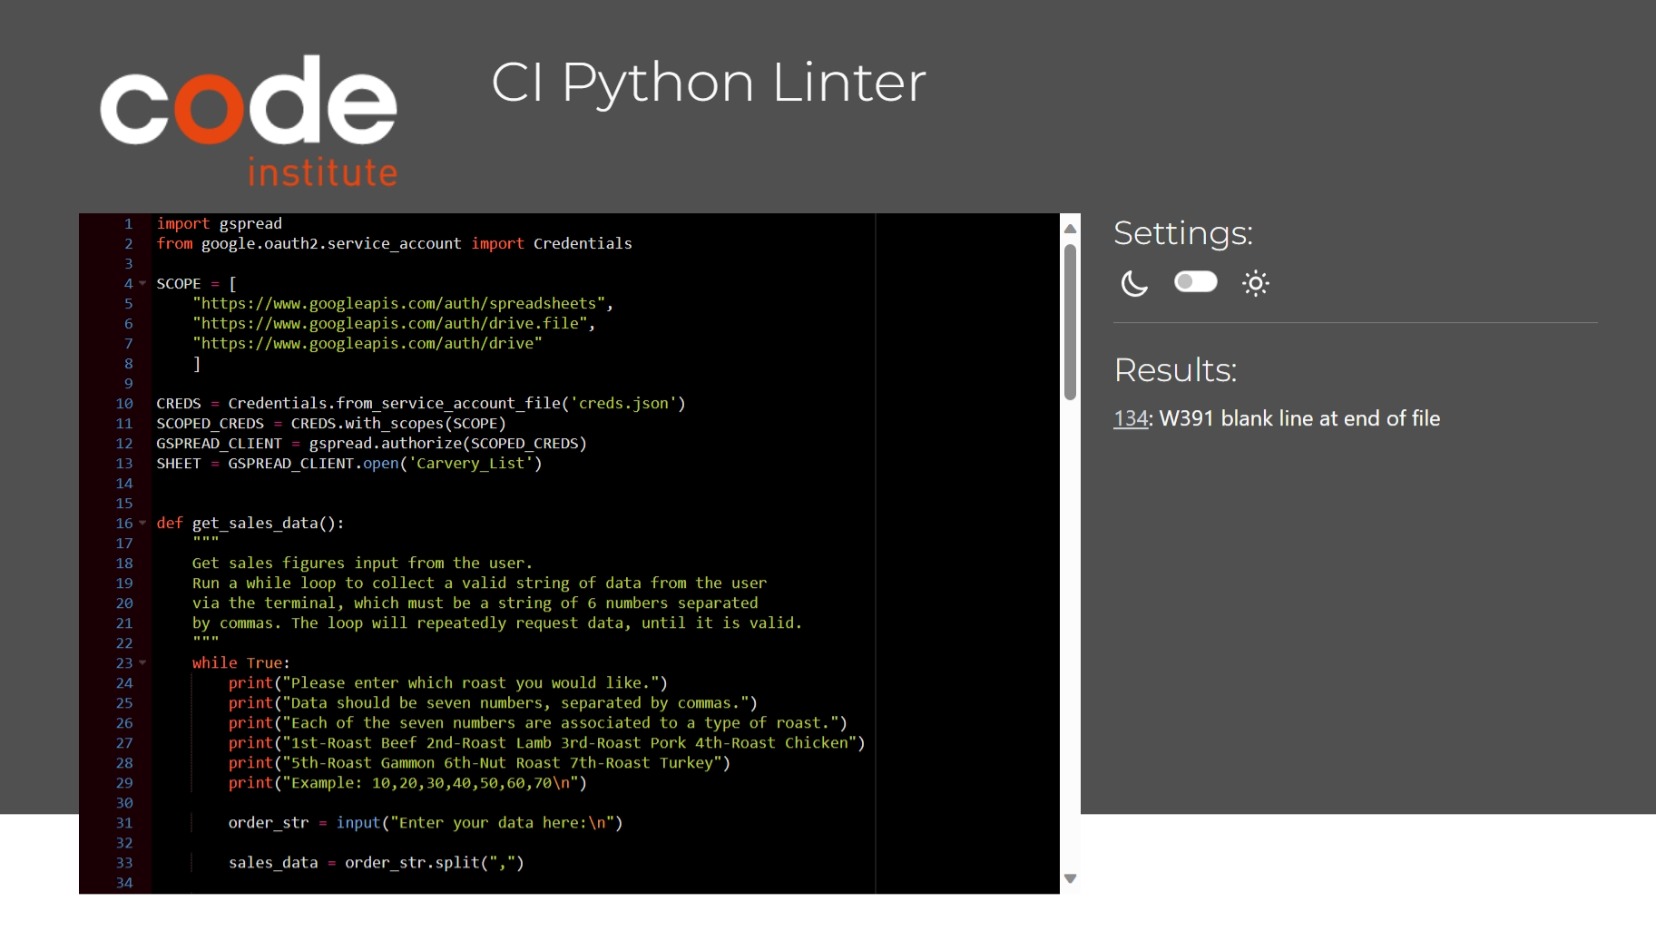 code
institute
CI Python Linter
1 import gspread
2 from google.oauth2.service_account import Credentials
3
4 SCOPE = [
5     "https://www.googleapis.com/auth/spreadsheets",
6     "https://www.googleapis.com/auth/drive.file",
7     "https://www.googleapis.com/auth/drive"
8     ]
9
10 CREDS = Credentials.from_service_account_file('creds.json')
11 SCOPED_CREDS = CREDS.with_scopes(SCOPE)
12 GSPREAD_CLIENT = gspread.authorize(SCOPED_CREDS)
13 SHEET = GSPREAD_CLIENT.open('Carvery_List')
14
15
16 def get_sales_data():
17     """
18     Get sales figures input from the user.
19     Run a while loop to collect a valid string of data from the user
20     via the terminal, which must be a string of 6 numbers separated
21     by commas. The loop will repeatedly request data, until it is valid.
22     """
23     while True:
24         print("Please enter which roast you would like.")
25         print("Data should be seven numbers, separated by commas.")
26         print("Each of the seven numbers are associated to a type of roast.")
27         print("1st-Roast Beef 2nd-Roast Lamb 3rd-Roast Pork 4th-Roast Chicken")
28         print("5th-Roast Gammon 6th-Nut Roast 7th-Roast Turkey")
29         print("Example: 10,20,30,40,50,60,70\n")
30
31         order_str = input("Enter your data here:\n")
32
33         sales_data = order_str.split(",")
34
Settings:
Results:
134: W391 blank line at end of file